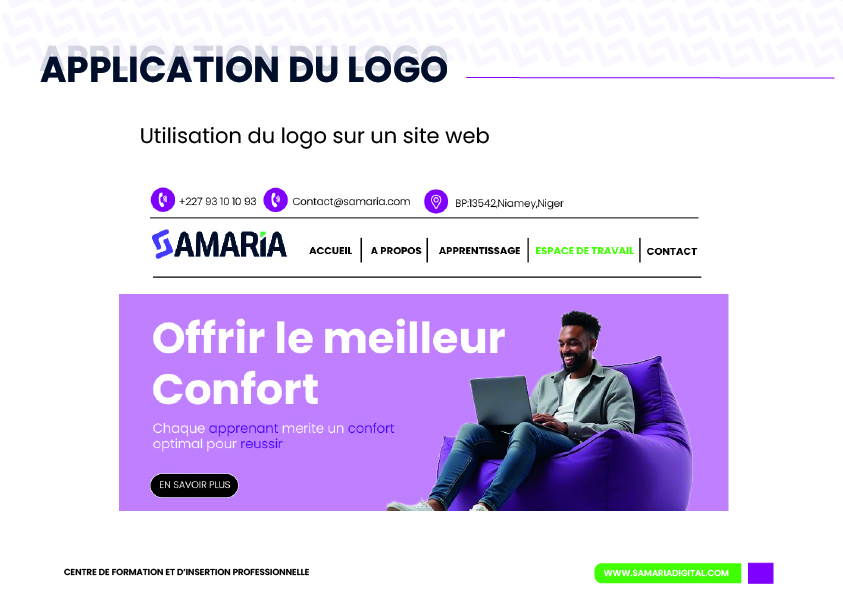 APPLICATION DU LOGO
Utilisation du logo sur un site web
+227 93 10 10 93 Contact@samaria.com BP:13542,Niamey,Niger
SAMARIA ACCUEIL A PROPOS APPRENTISSAGE ESPACE DE TRAVAIL CONTACT
Offrir le meilleur
Confort
Chaque apprenant merite un confort
optimal pour reussir
EN SAVOIR PLUS
CENTRE DE FORMATION ET D'INSERTION PROFESSIONNELLE WWW.SAMARIADIGITAL.COM